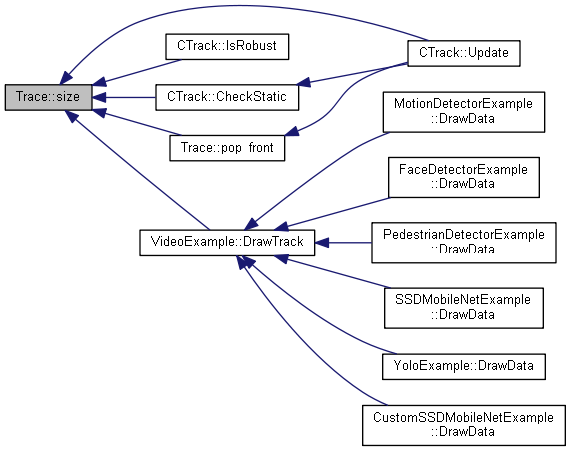 Trace::size
CTrack::IsRobust
CTrack::Update
CTrack::CheckStatic
Trace::pop_front
VideoExample::DrawTrack
MotionDetectorExample
::DrawData
FaceDetectorExample
::DrawData
PedestrianDetectorExample
::DrawData
SSDMobileNetExample
::DrawData
YoloExample::DrawData
CustomSSDMobileNetExample
::DrawData